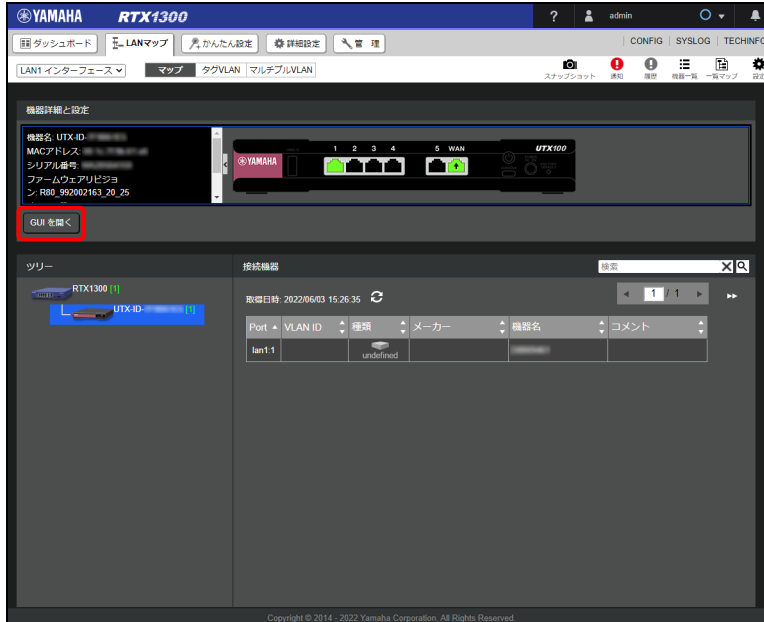 YAMAHA RTX1300 ? admin
ダッシュボード LANマップ かんたん設定 詳細設定 管 理 CONFIG SYSLOG TECHINFO
LAN1 インターフェース マップ タグVLAN マルチプルVLAN スナップショット 通知 履歴 機器一覧 一覧マップ 設定
機器詳細と設定
機器名: UTX-ID-
MACアドレス:
シリアル番号:
ファームウェアリビジョ
ン: R80_992002163_20_25
YAMAHA 1 2 3 4 5 WAN UTX100
GUI を開く
ツリー
RTX1300 [1]
UTX-ID- [1]
接続機器 検索
取得日時: 2022/06/03 15:26:35 1 / 1
Port VLAN ID 種類 メーカー 機器名 コメント
lan1:1 undefined
Copyright © 2014 - 2022 Yamaha Corporation. All Rights Reserved.